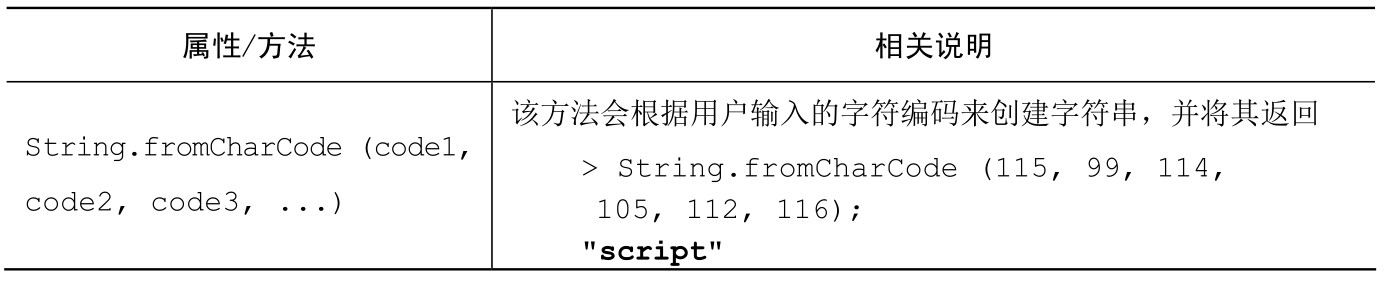 属性/方法
相关说明
String.fromCharCode (code1,
code2, code3, ...)
该方法会根据用户输入的字符编码来创建字符串，并将其返回
> String.fromCharCode (115, 99, 114,
105, 112, 116);
"script"